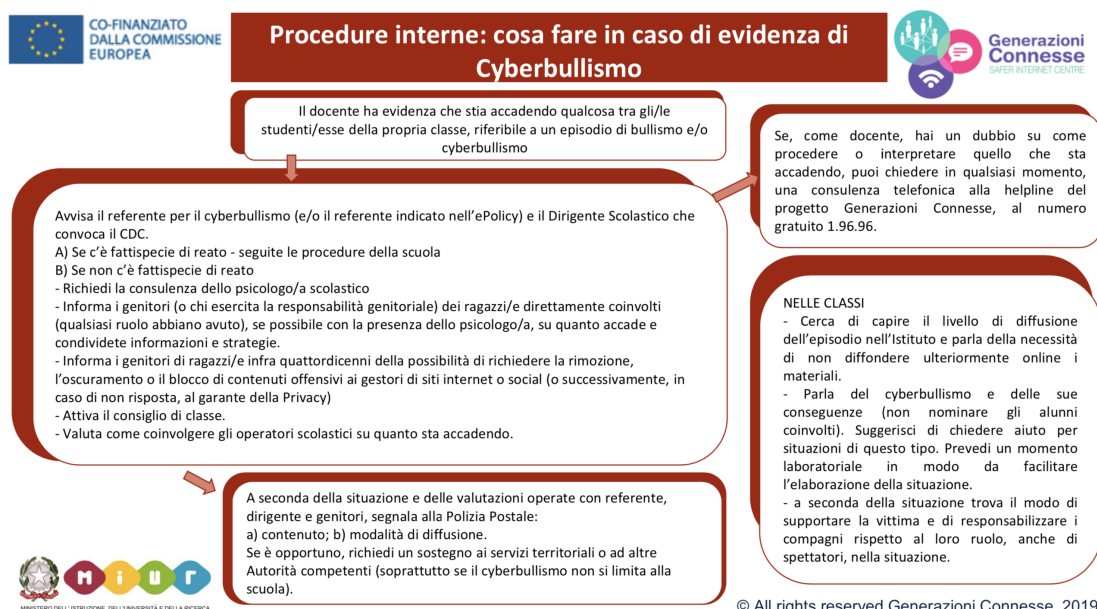 CO-FINANZIATO
DALLA COMMISSIONE
EUROPEA
Procedure interne: cosa fare in caso di evidenza di
Cyberbullismo
Generazioni
Connesse
SAFER INTERNET CENTRE
Il docente ha evidenza che stia accadendo qualcosa tra gli/le
studenti/esse della propria classe, riferibile a un episodio di bullismo e/o
cyberbullismo
Se, come docente, hai un dubbio su come
procedere o interpretare quello che sta
accadendo, puoi chiedere in qualsiasi momento,
una consulenza telefonica alla helpline del
progetto Generazioni Connesse, al numero
gratuito 1.96.96.
Avvisa il referente per il cyberbullismo (e/o il referente indicato nell’ePolicy) e il Dirigente Scolastico che
convoca il CDC.
A) Se c’è fattispecie di reato - seguite le procedure della scuola
B) Se non c’è fattispecie di reato
- Richiedi la consulenza dello psicologo/a scolastico
- Informa i genitori (o chi esercita la responsabilità genitoriale) dei ragazzi/e direttamente coinvolti
(qualsiasi ruolo abbiano avuto), se possibile con la presenza dello psicologo/a, su quanto accade e
condividete informazioni e strategie.
- Informa i genitori di ragazzi/e infra quattordicenni della possibilità di richiedere la rimozione,
l’oscuramento o il blocco di contenuti offensivi ai gestori di siti internet o social (o successivamente, in
caso di non risposta, al garante della Privacy)
- Attiva il consiglio di classe.
- Valuta come coinvolgere gli operatori scolastici su quanto sta accadendo.
NELLE CLASSI
- Cerca di capire il livello di diffusione
dell’episodio nell’Istituto e parla della necessità
di non diffondere ulteriormente online i
materiali.
- Parla del cyberbullismo e delle sue
conseguenze (non nominare gli alunni
coinvolti). Suggerisci di chiedere aiuto per
situazioni di questo tipo. Prevedi un momento
laboratoriale in modo da facilitare
l’elaborazione della situazione.
- a seconda della situazione trova il modo di
supportare la vittima e di responsabilizzare i
compagni rispetto al loro ruolo, anche di
spettatori, nella situazione.
A seconda della situazione e delle valutazioni operate con referente,
dirigente e genitori, segnala alla Polizia Postale:
a) contenuto; b) modalità di diffusione.
Se è opportuno, richiedi un sostegno ai servizi territoriali o ad altre
Autorità competenti (soprattutto se il cyberbullismo non si limita alla
scuola).
miur
MINISTERO DELL’ISTRUZIONE, DELL’UNIVERSITÀ E DELLA RICERCA
© All rights reserved Generazioni Connesse, 2019